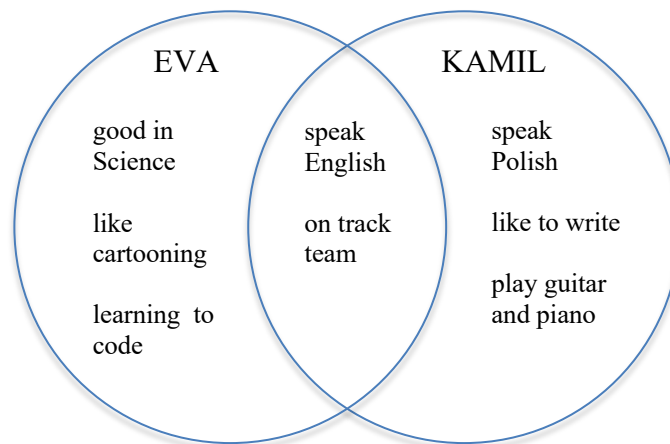 EVA
good in
Science
like
cartooning
learning to
code
speak
English
on track
team
KAMIL
speak
Polish
like to write
play guitar
and piano